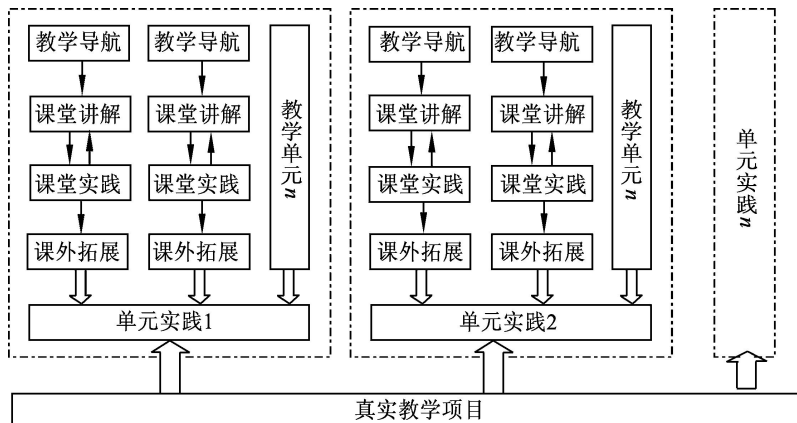 教学导航
教学导航
教学导航
教学导航
课堂讲解
课堂讲解
课堂讲解
课堂讲解
教学单元n
教学单元n
单元实践n
课堂实践
课堂实践
课堂实践
课堂实践
课外拓展
课外拓展
课外拓展
课外拓展
单元实践1
单元实践2
真实教学项目